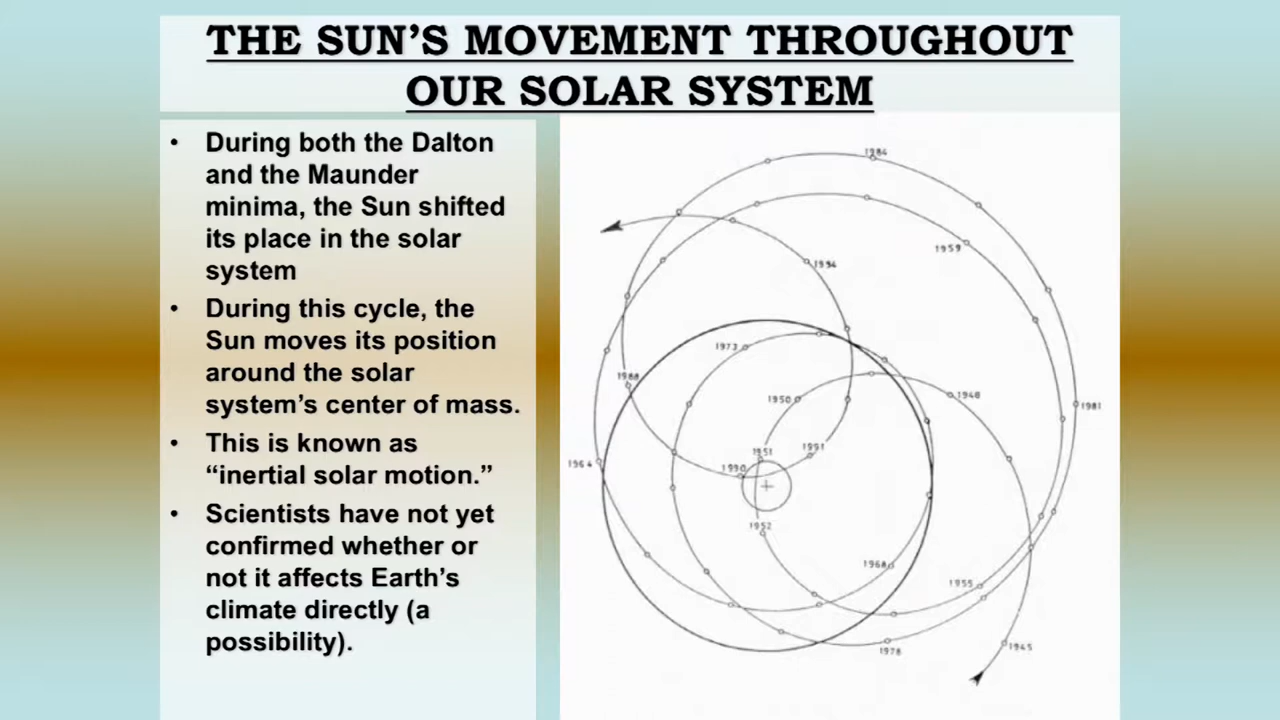 THE SUN'S MOVEMENT THROUGHOUT
OUR SOLAR SYSTEM
• During both the Dalton
and the Maunder
minima, the Sun shifted
its place in the solar
system
• During this cycle, the
Sun moves its position
around the solar
system's center of mass.
• This is known as
“inertial solar motion.”
• Scientists have not yet
confirmed whether or
not it affects Earth's
climate directly (a
possibility).
1984
1959
1994
1973
1988
1950
1948
1981
1951
1991
1964
1990
1952
1968
1955
1978
1945